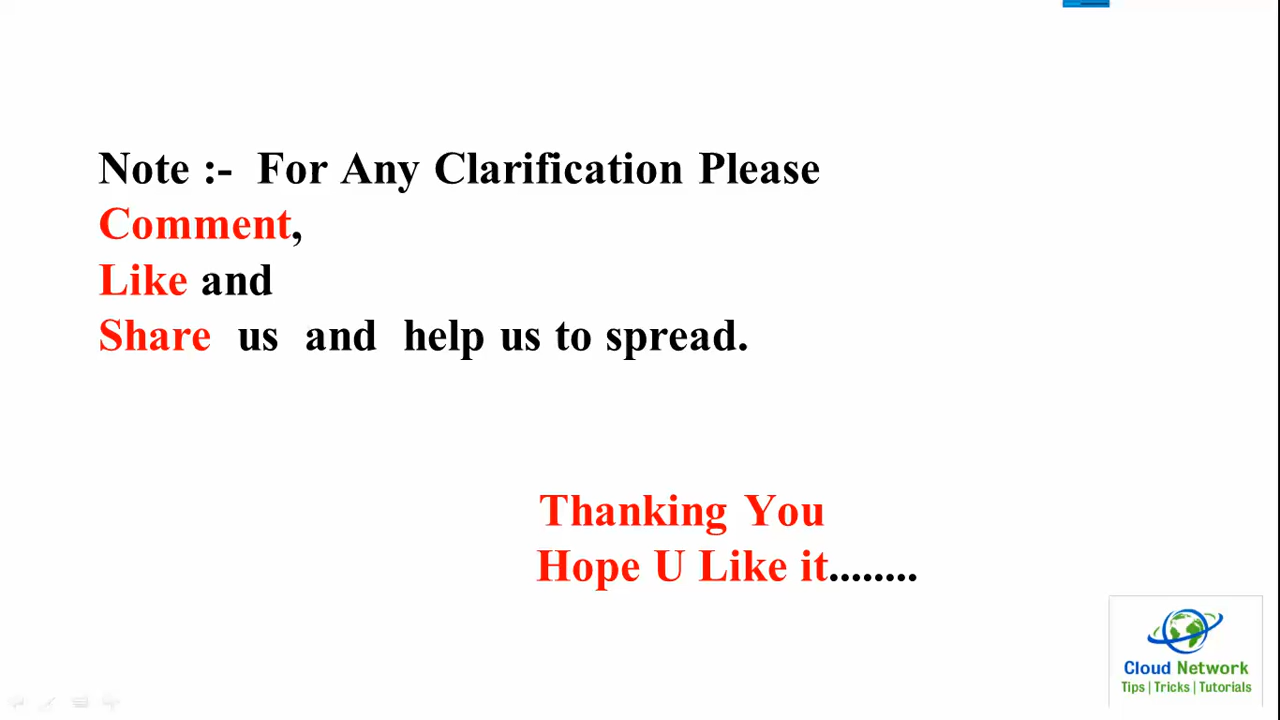 Note :- For Any Clarification Please
Comment,
Like and
Share us and help us to spread.
Thanking You
Hope U Like it........
Cloud Network
Tips | Tricks | Tutorials